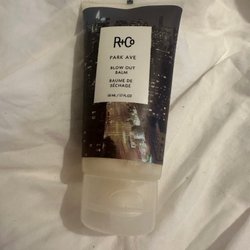 R+Co
PARK AVE
BLOW OUT
BALM
BAUME DE
SÉCHAGE